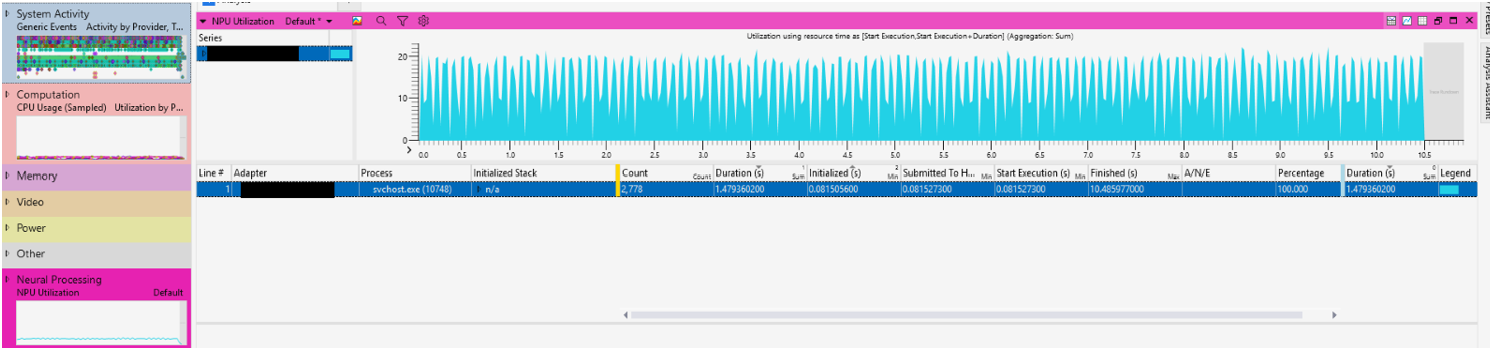 System Activity
Generic Events Activity by Provider, T...
Computation
CPU Usage (Sampled) Utilization by P...
Memory
Video
Power
Other
Neural Processing
NPU Utilization Default
NPU Utilization Default *
Series
Utilization using resource time as [Start Execution,Start Execution+Duration] (Aggregation: Sum)
20
10
0
0.0 0.5 1.0 1.5 2.0 2.5 3.0 3.5 4.0 4.5 5.0 5.5 6.0 6.5 7.0 7.5 8.0 8.5 9.0 9.5 10.0 10.5
Line # Adapter Process Initialized Stack Count Count Duration (s) Sum Initialized (s) Min Submitted To H... Min Start Execution (s) Min Finished (s) Max A/N/E Percentage Duration (s) Sum Legend
1 svchost.exe (10748) n/a 2,778 1.479360200 0.081505600 0.081527300 0.081527300 10.485977000 100.000 1.479360200
Analysis Assistant